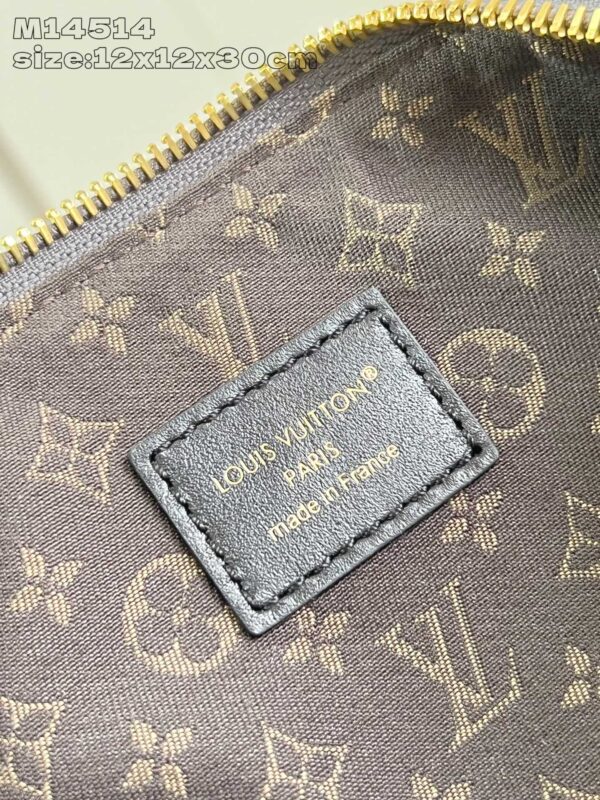 M14514
size:12x12x30cm
LOUIS VUITTON®
PARIS
made in France